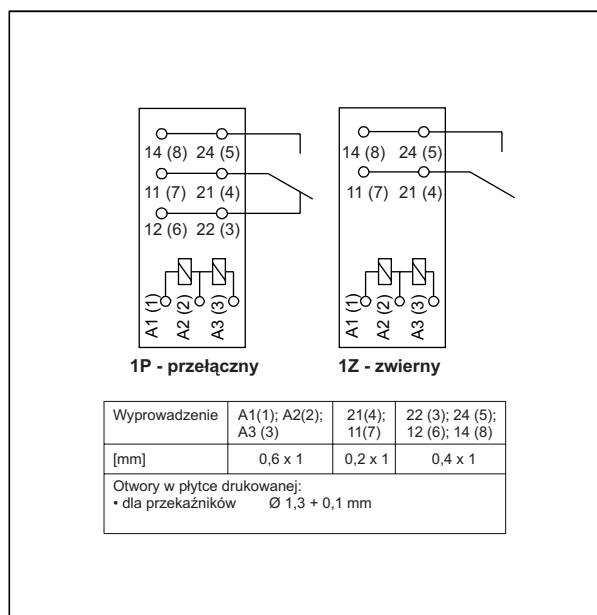 14 (8) 24 (5)
11 (7) 21 (4)
12 (6) 22 (3)
A1 (1) A2 (2) A3 (3)
1P - przełączny
14 (8) 24 (5)
11 (7) 21 (4)
A1 (1) A2 (2) A3 (3)
1Z - zwierny
Wyprowadzenie A1(1); A2(2); 21(4); 22 (3); 24 (5);
A3 (3) 11(7) 12 (6); 14 (8)
[mm] 0,6 x 1 0,2 x 1 0,4 x 1
Otwory w płytce drukowanej:
• dla przekaźników Ø 1,3 + 0,1 mm